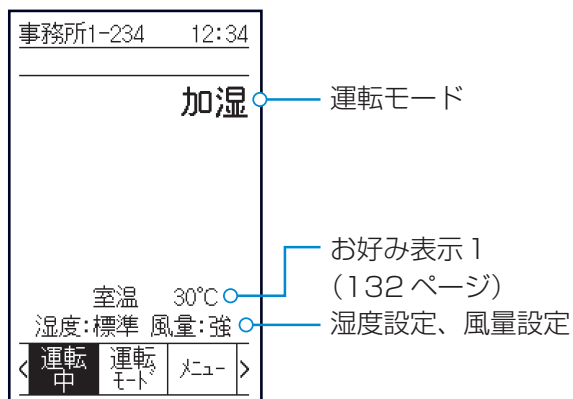 事務所1-234 12:34
加湿
運転モード
お好み表示1
(132 ページ)
室温 30℃
湿度:標準 風量:強
湿度設定、風量設定
運転中
運転モード
メニュー